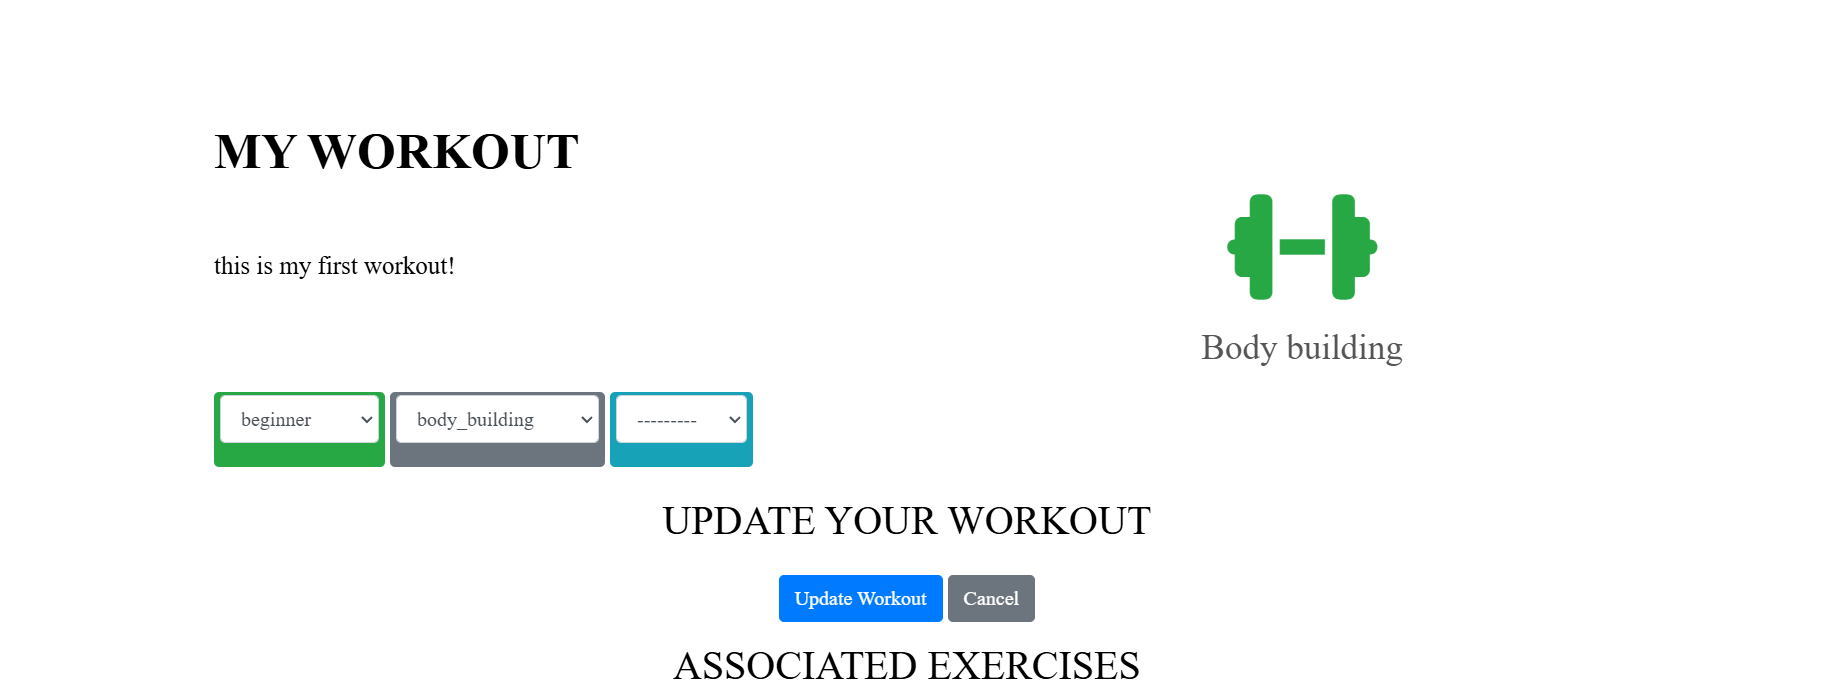 MY WORKOUT
this is my first workout!
Body building
beginner body_building ---------
UPDATE YOUR WORKOUT
Update Workout Cancel
ASSOCIATED EXERCISES